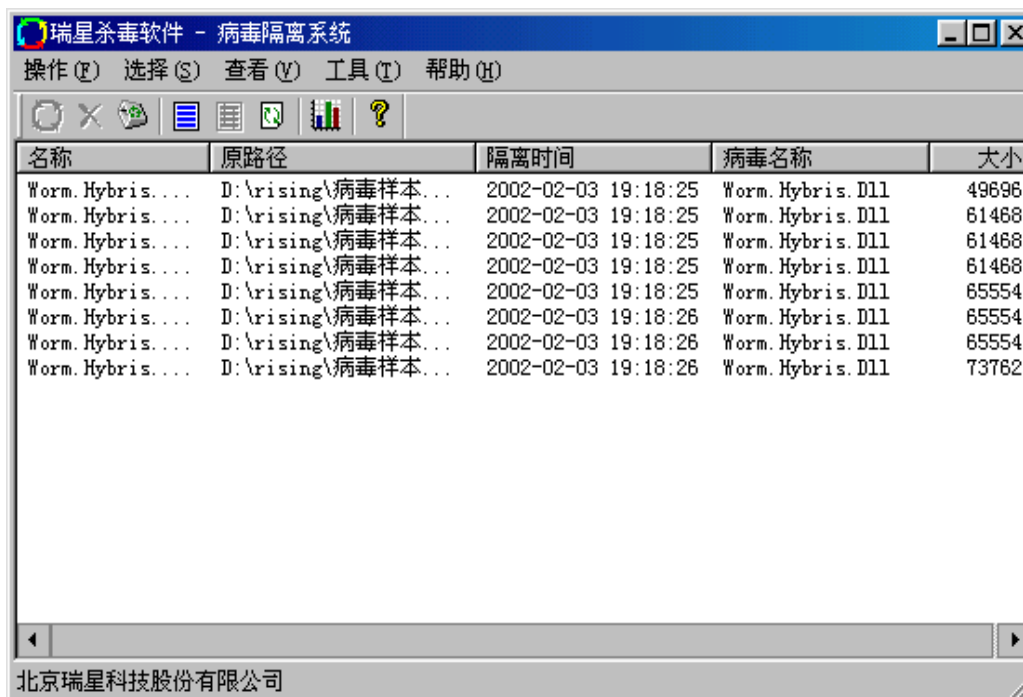 瑞星杀毒软件 - 病毒隔离系统
操作(F) 选择(S) 查看(V) 工具(T) 帮助(H)
名称 原路径 隔离时间 病毒名称 大小
Worm.Hybris.... D:\rising\病毒样本... 2002-02-03 19:18:25 Worm.Hybris.Dll 49696
Worm.Hybris.... D:\rising\病毒样本... 2002-02-03 19:18:25 Worm.Hybris.Dll 61468
Worm.Hybris.... D:\rising\病毒样本... 2002-02-03 19:18:25 Worm.Hybris.Dll 61468
Worm.Hybris.... D:\rising\病毒样本... 2002-02-03 19:18:25 Worm.Hybris.Dll 61468
Worm.Hybris.... D:\rising\病毒样本... 2002-02-03 19:18:25 Worm.Hybris.Dll 65554
Worm.Hybris.... D:\rising\病毒样本... 2002-02-03 19:18:26 Worm.Hybris.Dll 65554
Worm.Hybris.... D:\rising\病毒样本... 2002-02-03 19:18:26 Worm.Hybris.Dll 65554
Worm.Hybris.... D:\rising\病毒样本... 2002-02-03 19:18:26 Worm.Hybris.Dll 73762
北京瑞星科技股份有限公司